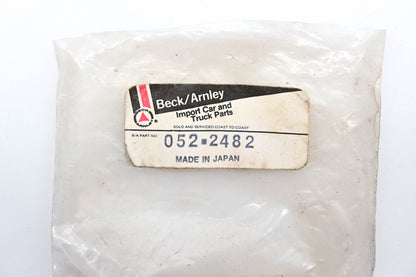 Beck/Arnley
Import Car and
Truck Parts
SOLD AND SERVICED COAST TO COAST
B/A PART NO.
052-2482
MADE IN JAPAN